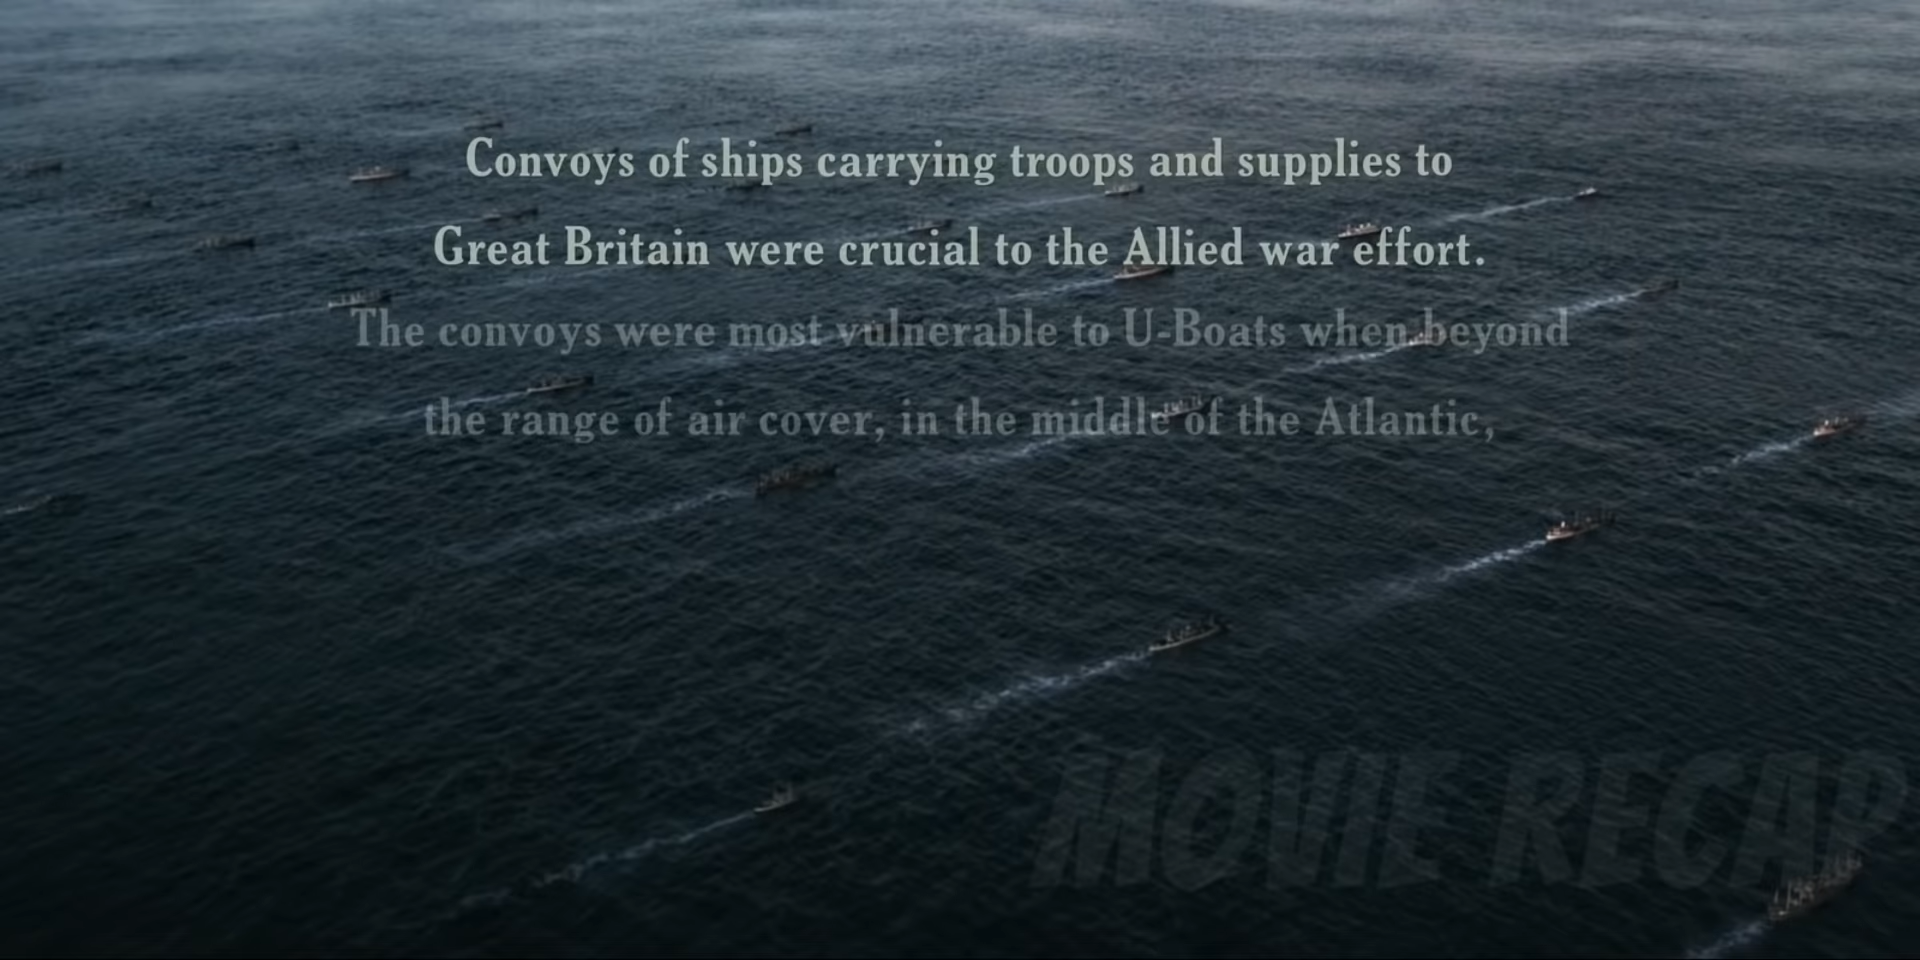 Convoys of ships carrying troops and supplies to
Great Britain were crucial to the Allied war effort.
The convoys were most vulnerable to U-Boats when beyond
the range of air cover, in the middle of the Atlantic,
MOVIE RECAP